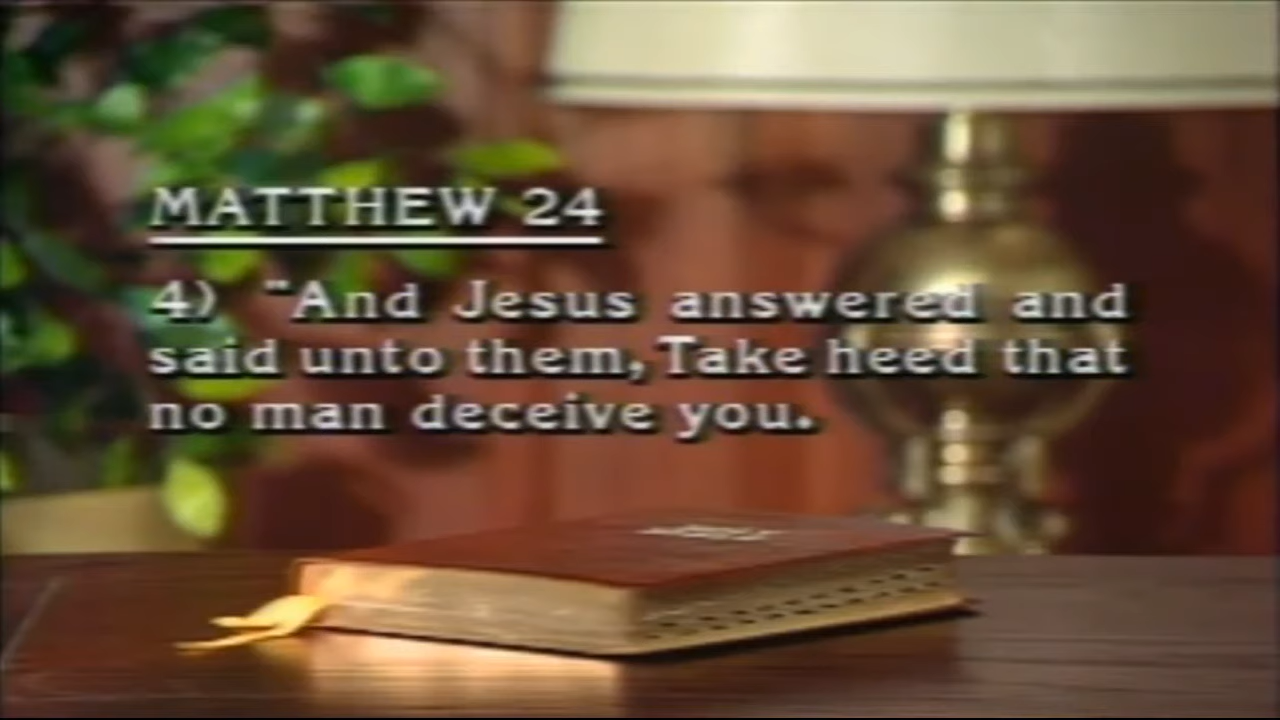 MATTHEW 24
4) "And Jesus answered and
said unto them, Take heed that
no man deceive you.